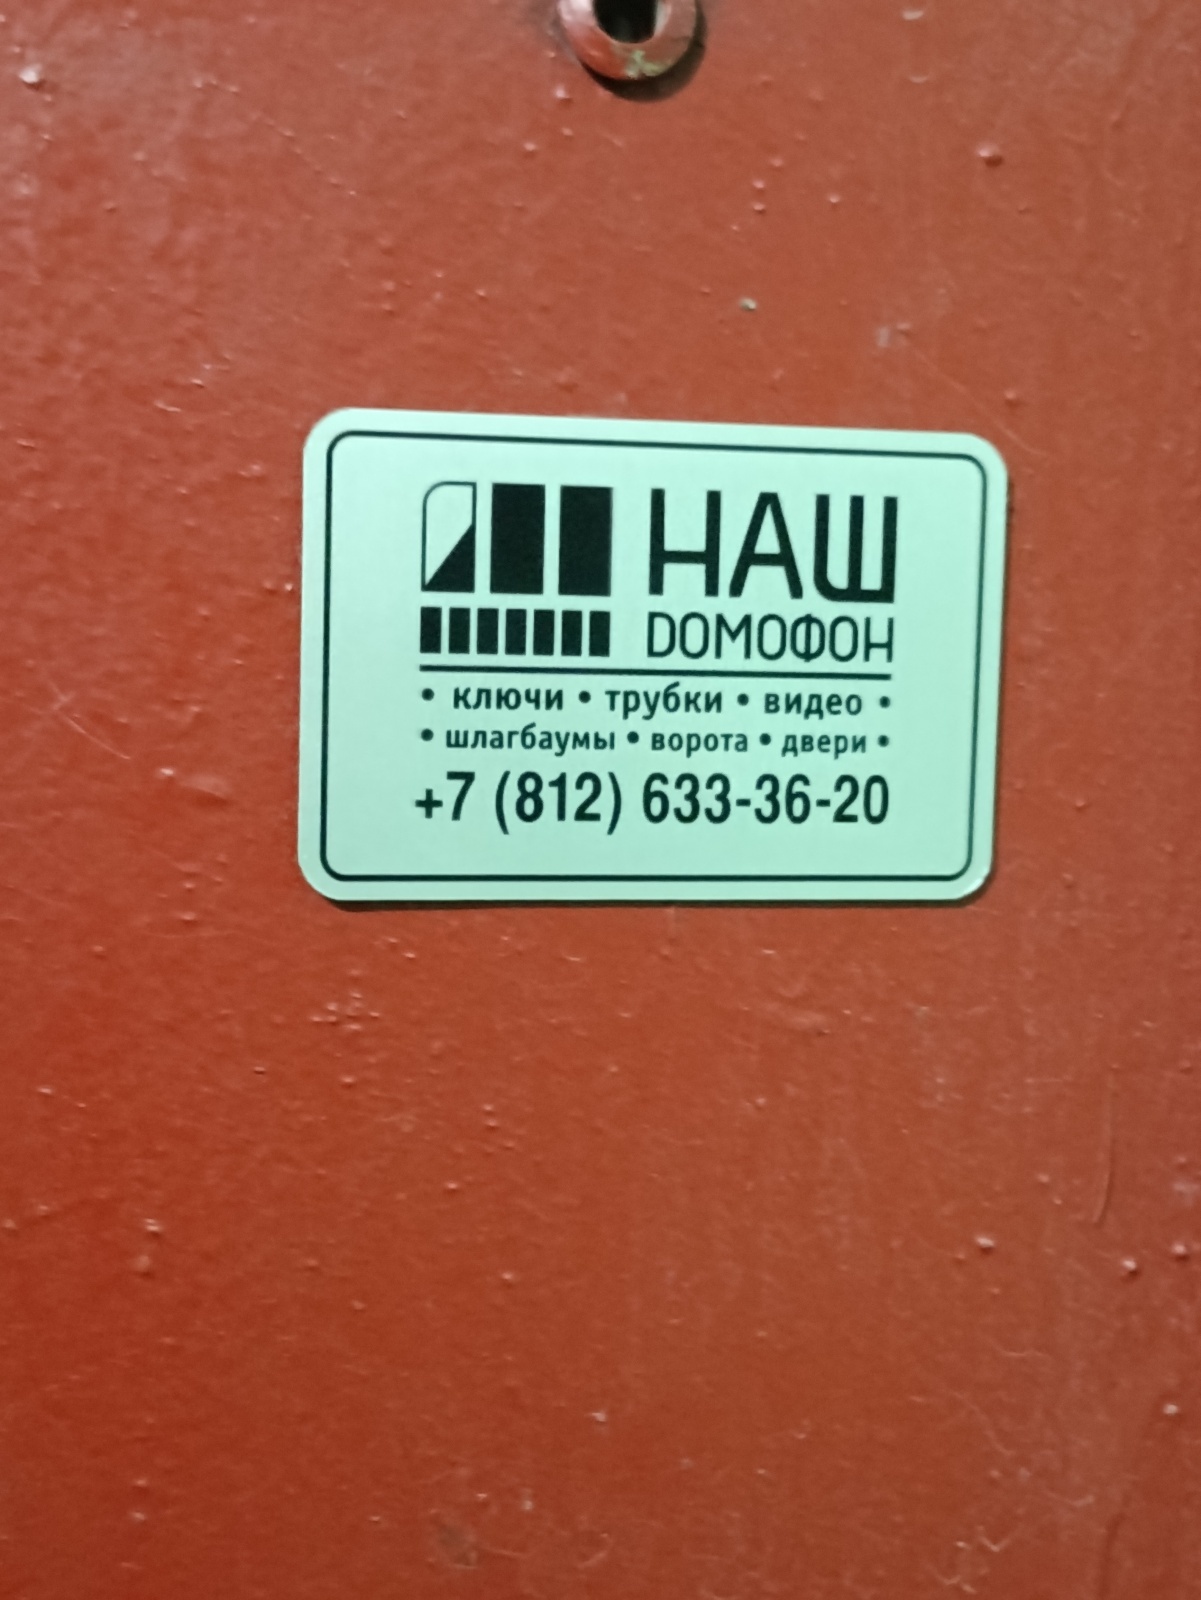 НАШ
DОМОФОН
• ключи • трубки • видео •
• шлагбаумы • ворота • двери •
+7 (812) 633-36-20